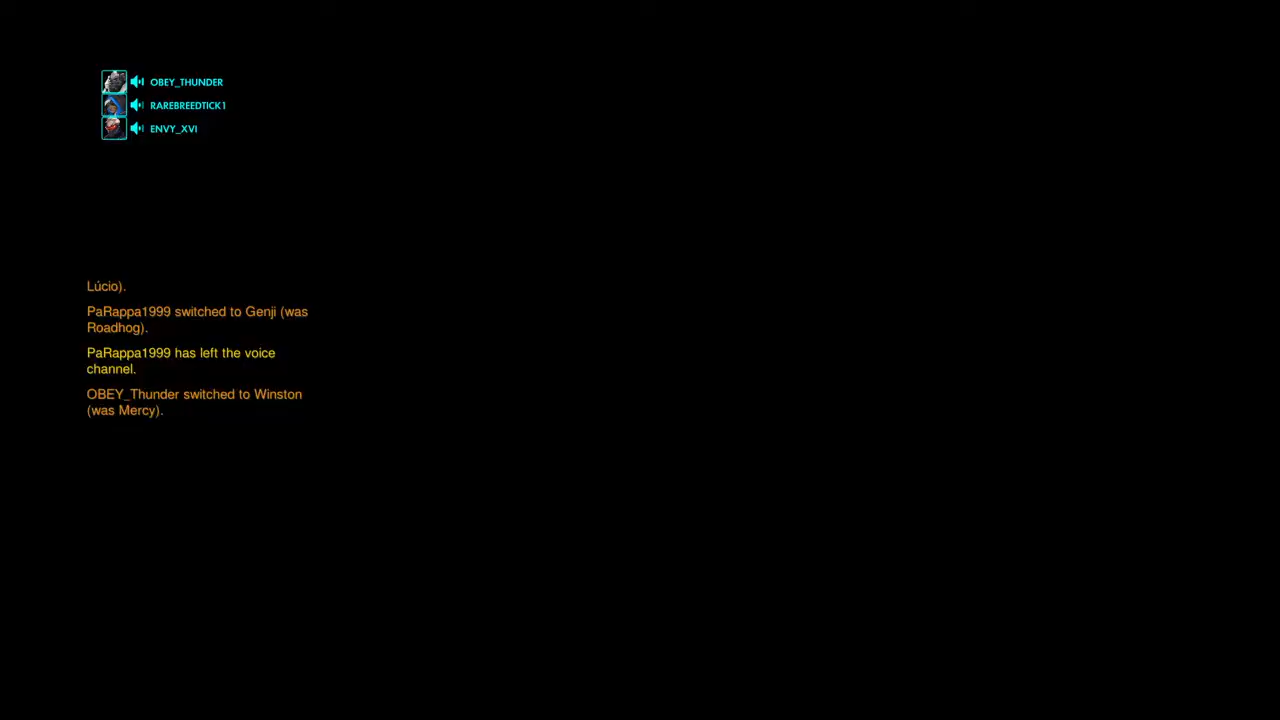 OBEY_THUNDER
RAREBREEDTICK1
ENVY_XVI
Lúcio).
PaRappa1999 switched to Genji (was
Roadhog).
PaRappa1999 has left the voice
channel.
OBEY_Thunder switched to Winston
(was Mercy).